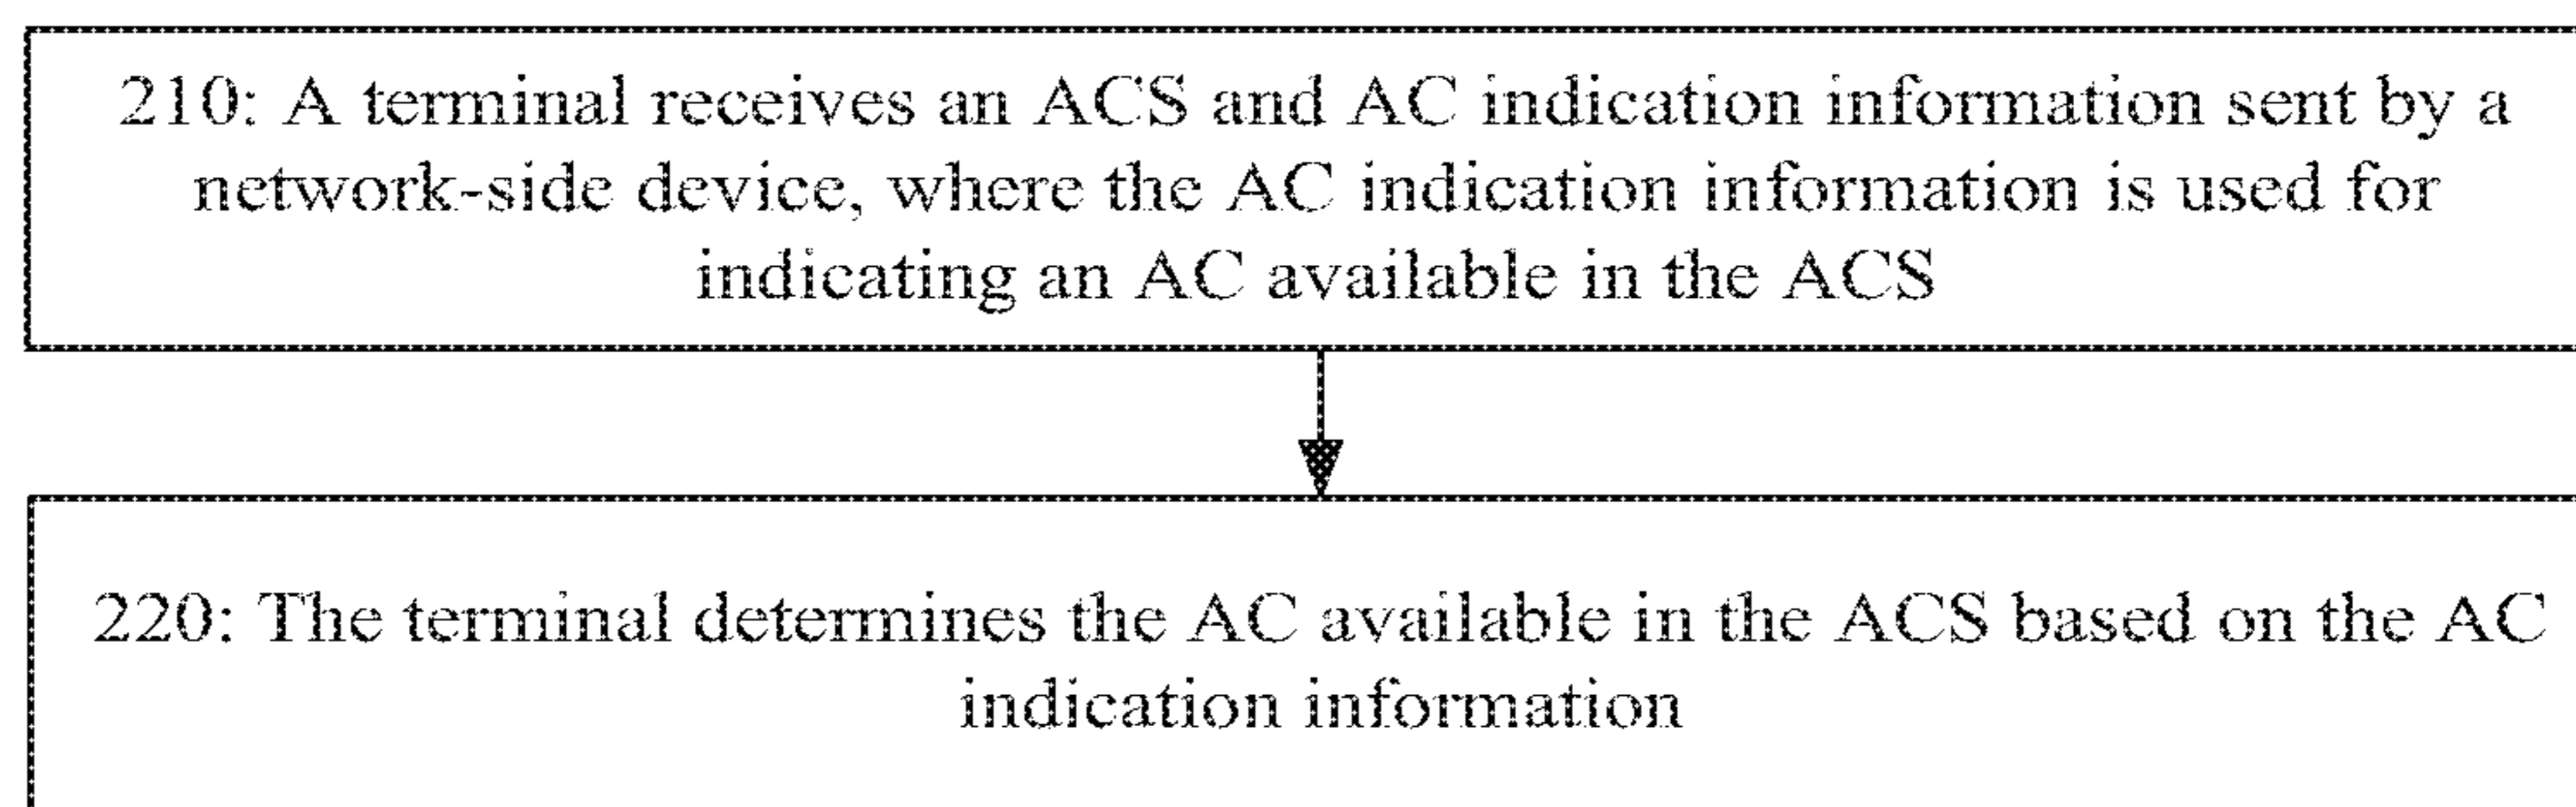 210: A terminal receives an ACS and AC indication information sent by a
network-side device, where the AC indication information is used for
indicating an AC available in the ACS
220: The terminal determines the AC available in the ACS based on the AC
indication information